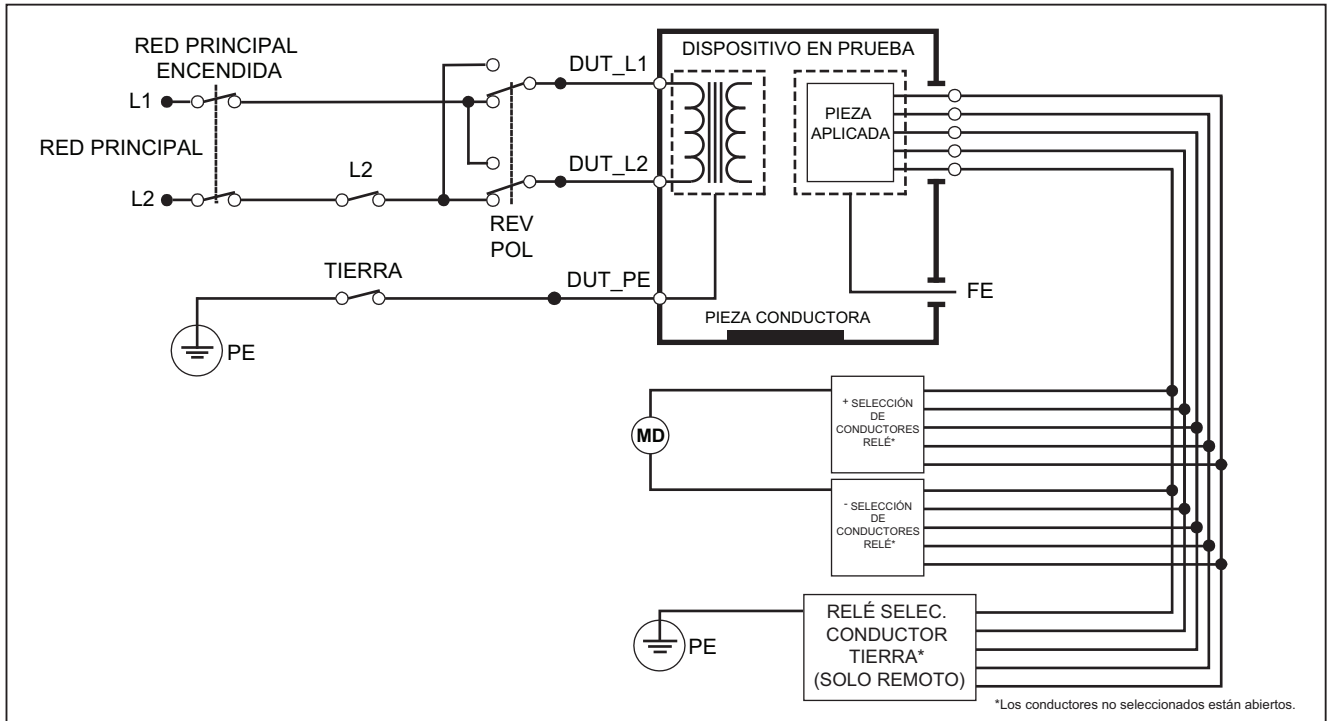 RED PRINCIPAL
ENCENDIDA
L1
RED PRINCIPAL
L2
L2
REV
POL
DUT_L1
DUT_L2
TIERRA
DUT_PE
PE
DISPOSITIVO EN PRUEBA
PIEZA
APLICADA
FE
PIEZA CONDUCTORA
MD
+ SELECCIÓN
DE
CONDUCTORES
RELÉ*
- SELECCIÓN
DE
CONDUCTORES
RELÉ*
PE
RELÉ SELEC.
CONDUCTOR
TIERRA*
(SOLO REMOTO)
*Los conductores no seleccionados están abiertos.